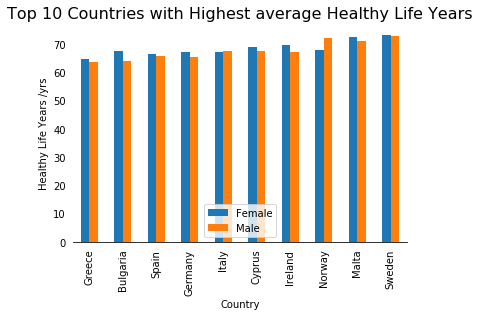 Top 10 Countries with Highest average Healthy Life Years
Healthy Life Years /yrs
70
60
50
40
30
20
10
0
Female
Male
Greece
Bulgaria
Spain
Germany
Italy
Cyprus
Ireland
Norway
Malta
Sweden
Country